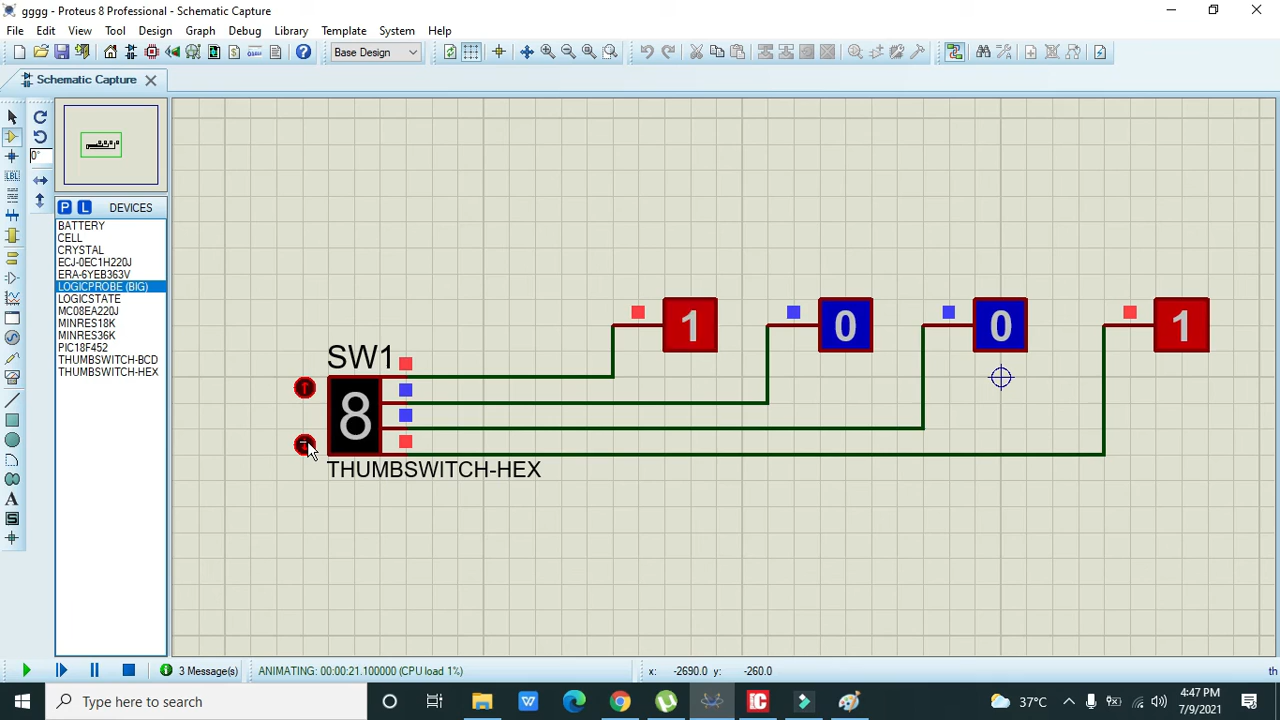 gggg - Proteus 8 Professional - Schematic Capture
File Edit View Tool Design Graph Debug Library Template System Help
Base Design
Schematic Capture
0°
LBL
P L DEVICES
BATTERY
CELL
CRYSTAL
ECJ-0EC1H220J
ERA-6YEB363V
LOGICPROBE (BIG)
LOGICSTATE
MC08EA220J
MINRES18K
MINRES36K
PIC18F452
THUMBSWITCH-BCD
THUMBSWITCH-HEX
1 0 0 1
SW1
8
THUMBSWITCH-HEX
3 Message(s) ANIMATING: 00:00:21.100000 (CPU load 1%) x: -2690.0 y: -260.0 th
Type here to search
37°C
4:47 PM
7/9/2021